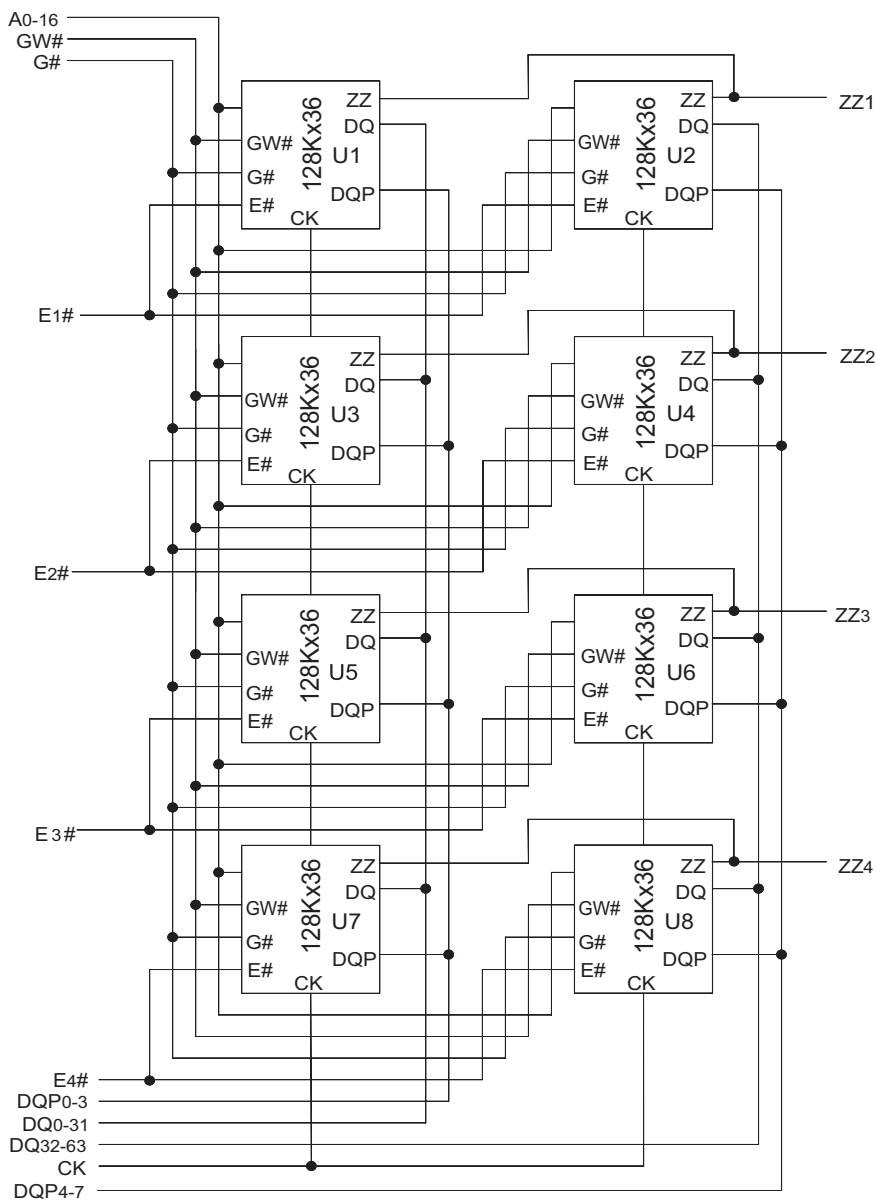 A0-16
GW#
G#
ZZ
DQ
GW#
128Kx36
U1
G#
DQP
E#
CK
ZZ
ZZ1
DQ
GW#
128Kx36
U2
G#
DQP
E#
CK
E1#
ZZ
DQ
GW#
128Kx36
U3
G#
DQP
E#
CK
ZZ
ZZ2
DQ
GW#
128Kx36
U4
G#
DQP
E#
CK
E2#
ZZ
DQ
GW#
128Kx36
U5
G#
DQP
E#
CK
ZZ
ZZ3
DQ
GW#
128Kx36
U6
G#
DQP
E#
CK
E3#
ZZ
DQ
GW#
128Kx36
U7
G#
DQP
E#
CK
ZZ
ZZ4
DQ
GW#
128Kx36
U8
G#
DQP
E#
CK
E4#
DQP0-3
DQ0-31
DQ32-63
CK
DQP4-7